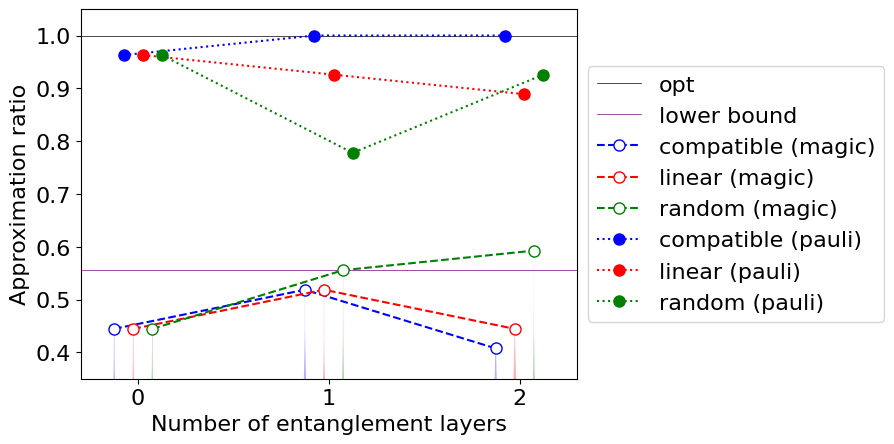 1.0
0.9
0.8
0.7
0.6
0.5
0.4
Approximation ratio
0 1 2
Number of entanglement layers
opt
lower bound
compatible (magic)
linear (magic)
random (magic)
compatible (pauli)
linear (pauli)
random (pauli)